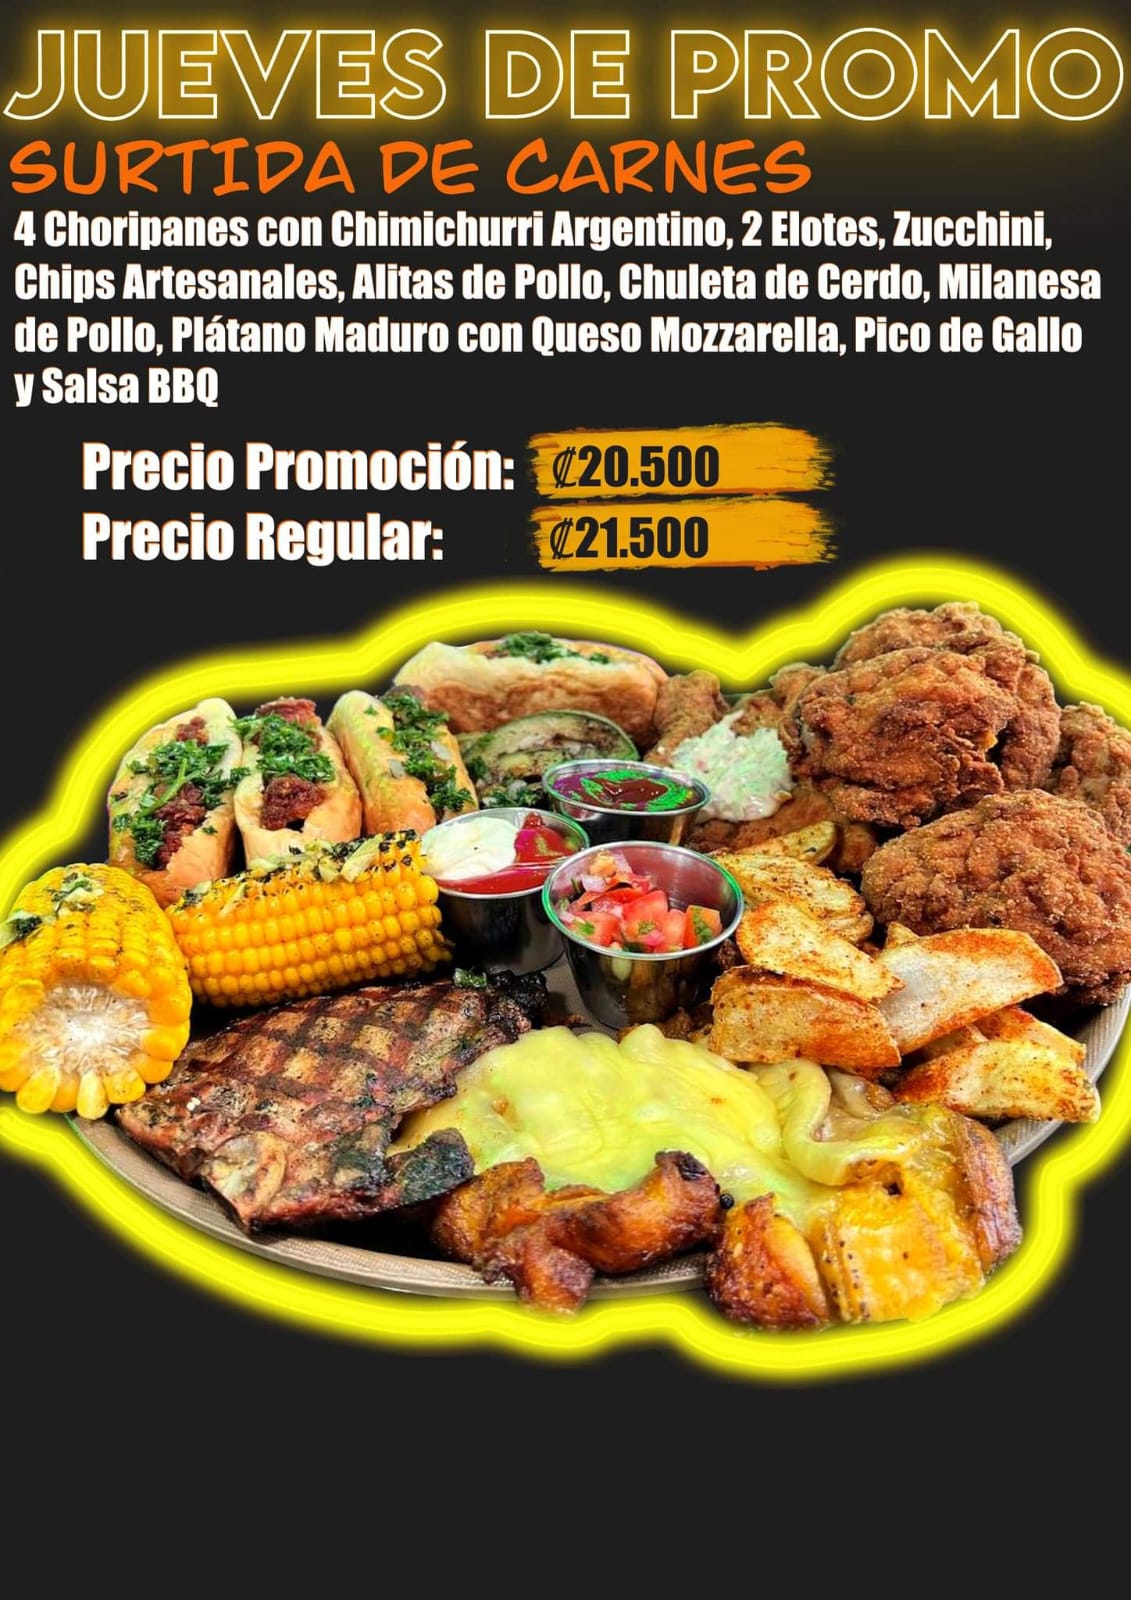 JUEVES DE PROMO
SURTIDA DE CARNES
4 Choripanes con Chimichurri Argentino, 2 Elotes, Zucchini,
Chips Artesanales, Alitas de Pollo, Chuleta de Cerdo, Milanesa
de Pollo, Plátano Maduro con Queso Mozzarella, Pico de Gallo
y Salsa BBQ
Precio Promoción: ₡20.500
Precio Regular: ₡21.500